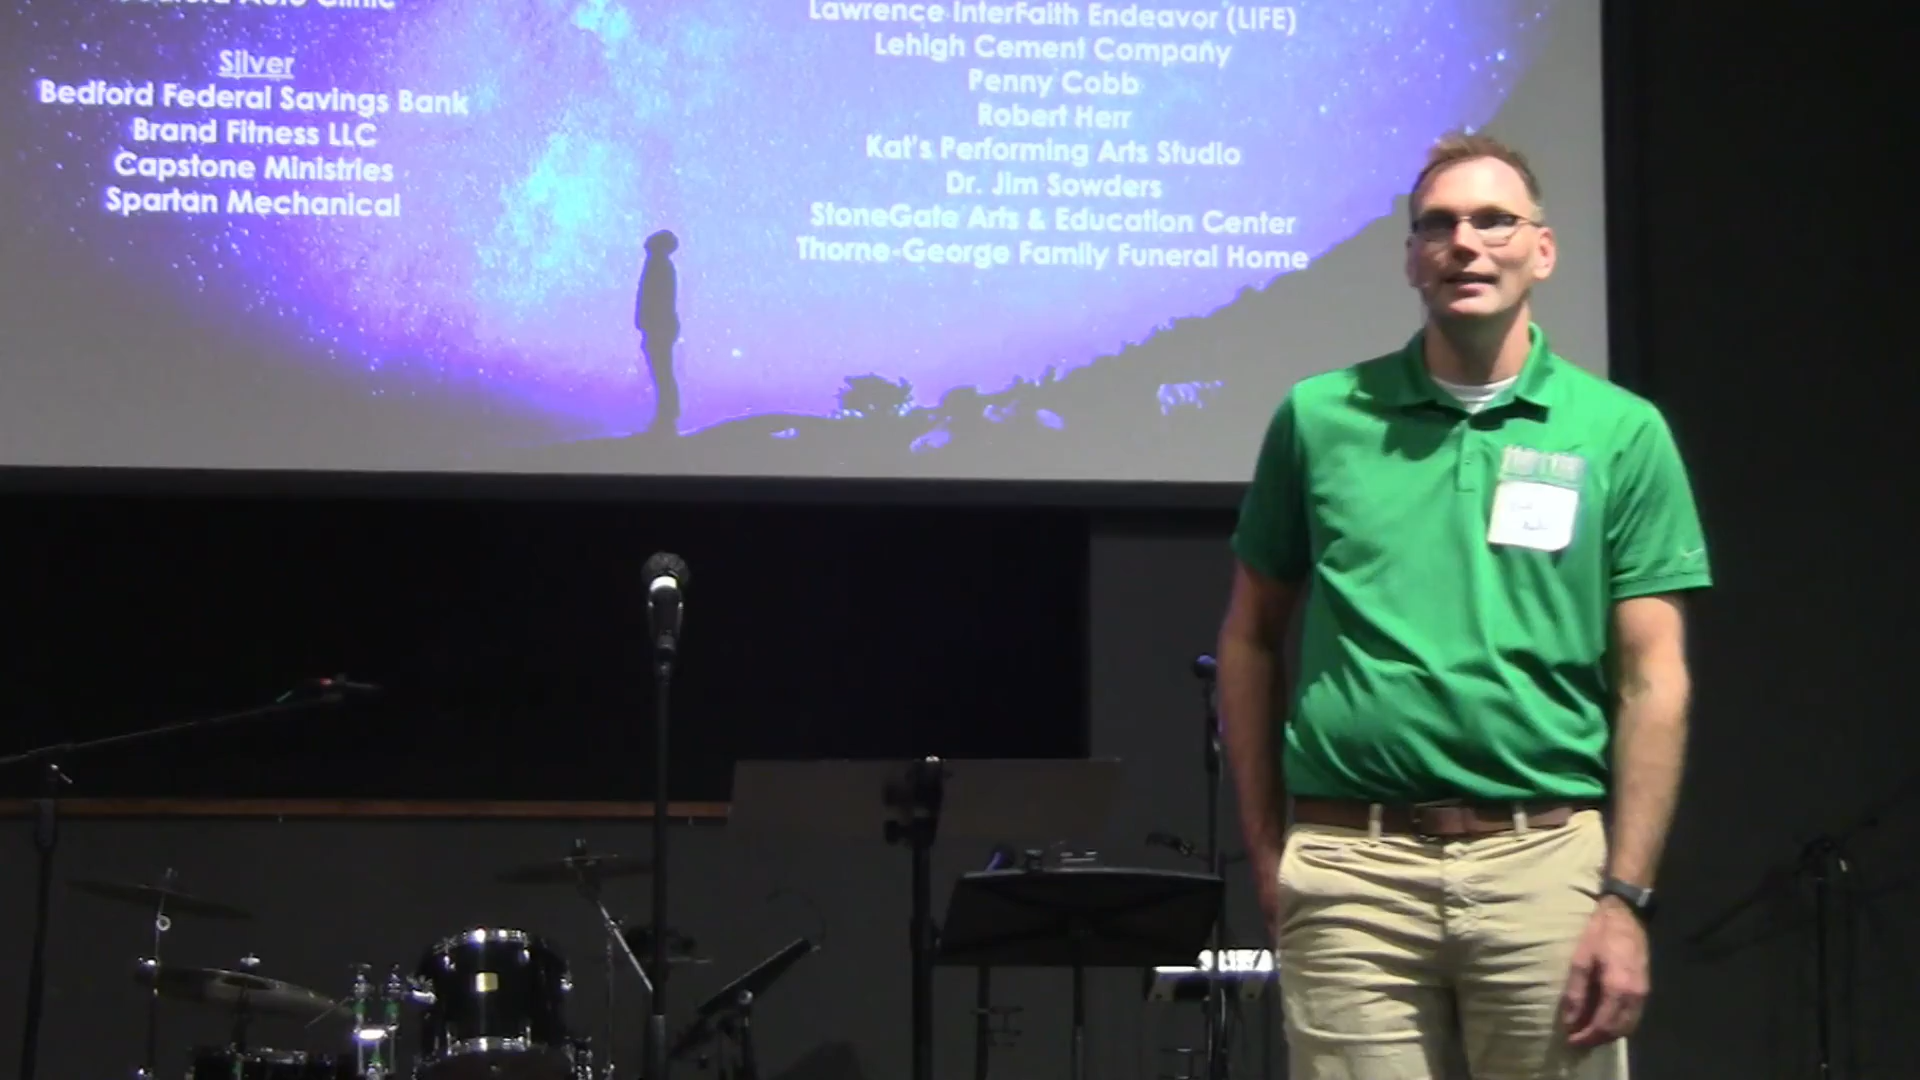 Silver
Bedford Federal Savings Bank
Brand Fitness LLC
Capstone Ministries
Spartan Mechanical
Lawrence InterFaith Endeavor (LIFE)
Lehigh Cement Company
Penny Cobb
Robert Herr
Kat's Performing Arts Studio
Dr. Jim Sowders
StoneGate Arts & Education Center
Thorne-George Family Funeral Home